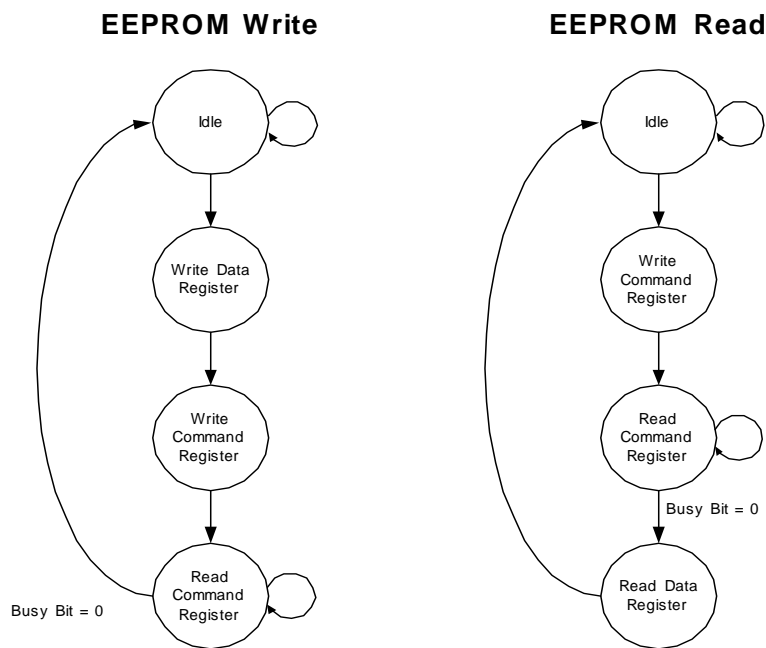 EEPROM Write
Idle
Write Data
Register
Write
Command
Register
Read
Command
Register
Busy Bit = 0
EEPROM Read
Idle
Write
Command
Register
Read
Command
Register
Busy Bit = 0
Read Data
Register